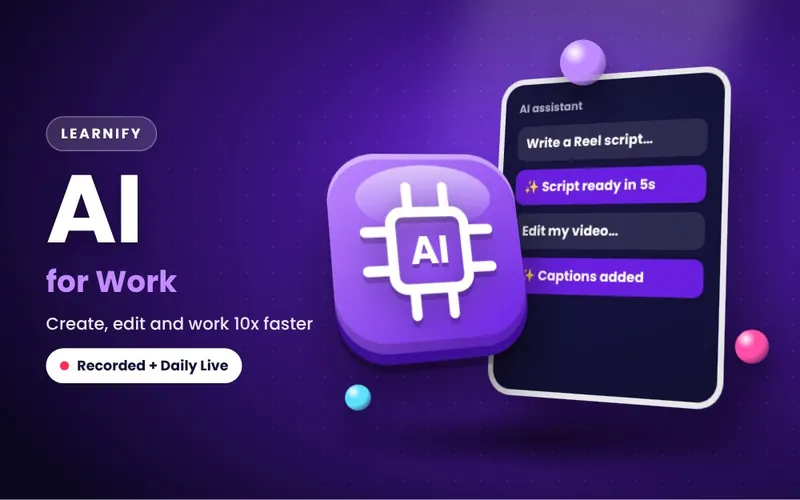 LEARNIFY
AI
for Work
Create, edit and work 10x faster
Recorded + Daily Live
AI
AI assistant
Write a Reel script...
✨ Script ready in 5s
Edit my video...
✨ Captions added